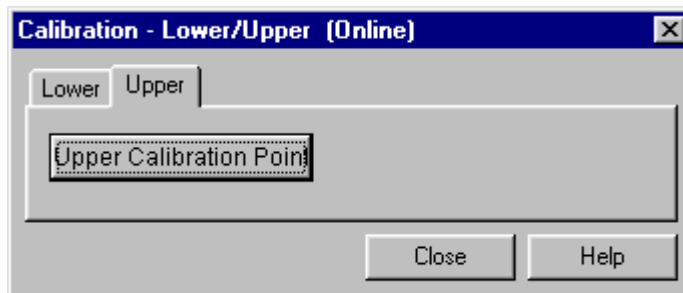 Calibration - Lower/Upper (Online)
Lower Upper
Upper Calibration Poin
Close Help